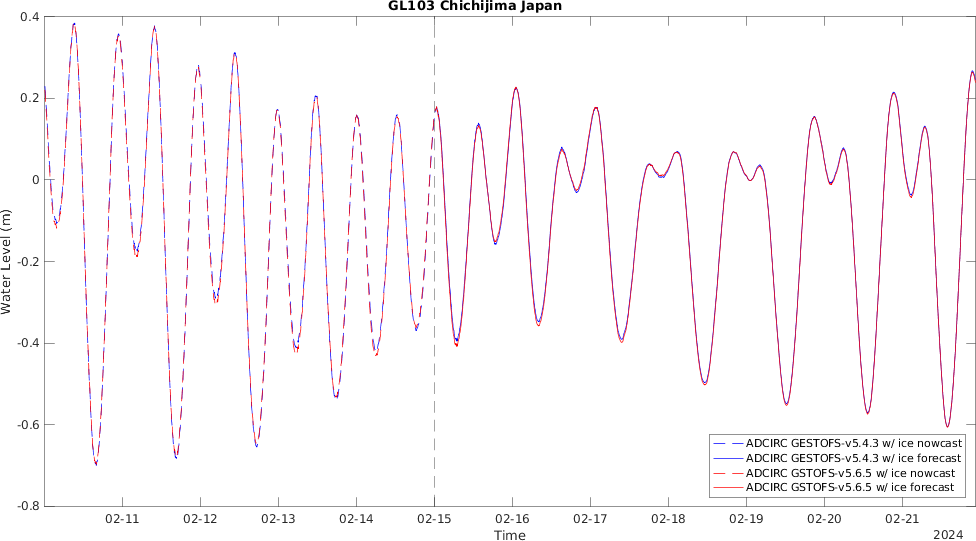 GL103 Chichijima Japan
0.4
0.2
0
-0.2
-0.4
-0.6
-0.8
Water Level (m)
02-11 02-12 02-13 02-14 02-15 02-16 02-17 02-18 02-19 02-20 02-21
Time
2024
ADCIRC GESTOFS-v5.4.3 w/ ice nowcast
ADCIRC GESTOFS-v5.4.3 w/ ice forecast
ADCIRC GSTOFS-v5.6.5 w/ ice nowcast
ADCIRC GSTOFS-v5.6.5 w/ ice forecast